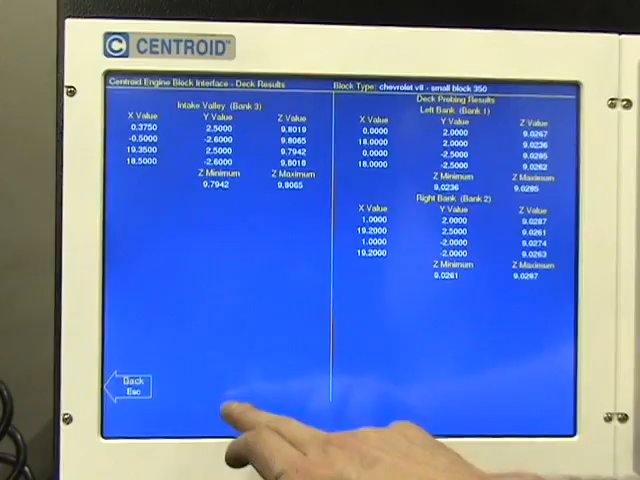 CENTROID™
Centroid Engine Block Interface - Deck Results
Block Type: chevrolet v8 - small block 350
Intake Valley (Bank 3)
X Value Y Value Z Value
0.3750 2.5000 9.8019
-0.5000 -2.6000 9.8065
19.3500 2.5000 9.7942
18.5000 -2.6000 9.8018
Z Minimum Z Maximum
9.7942 9.8065
Back
Esc
Deck Probing Results
Left Bank (Bank 1)
X Value Y Value Z Value
0.0000 2.0000 9.0267
18.0000 2.0000 9.0236
0.0000 -2.5000 9.0285
18.0000 -2.5000 9.0262
Z Minimum Z Maximum
9.0236 9.0285
Right Bank (Bank 2)
X Value Y Value Z Value
1.0000 2.0000 9.0287
19.2000 2.5000 9.0261
1.0000 -2.0000 9.0274
19.2000 -2.0000 9.0263
Z Minimum Z Maximum
9.0261 9.0287